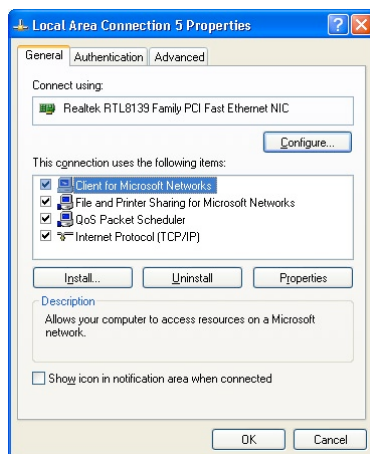 Local Area Connection 5 Properties
General Authentication Advanced
Connect using:
Realtek RTL8139 Family PCI Fast Ethernet NIC
Configure...
This connection uses the following items:
Client for Microsoft Networks
File and Printer Sharing for Microsoft Networks
QoS Packet Scheduler
Internet Protocol (TCP/IP)
Install... Uninstall Properties
Description
Allows your computer to access resources on a Microsoft
network.
Show icon in notification area when connected
OK Cancel